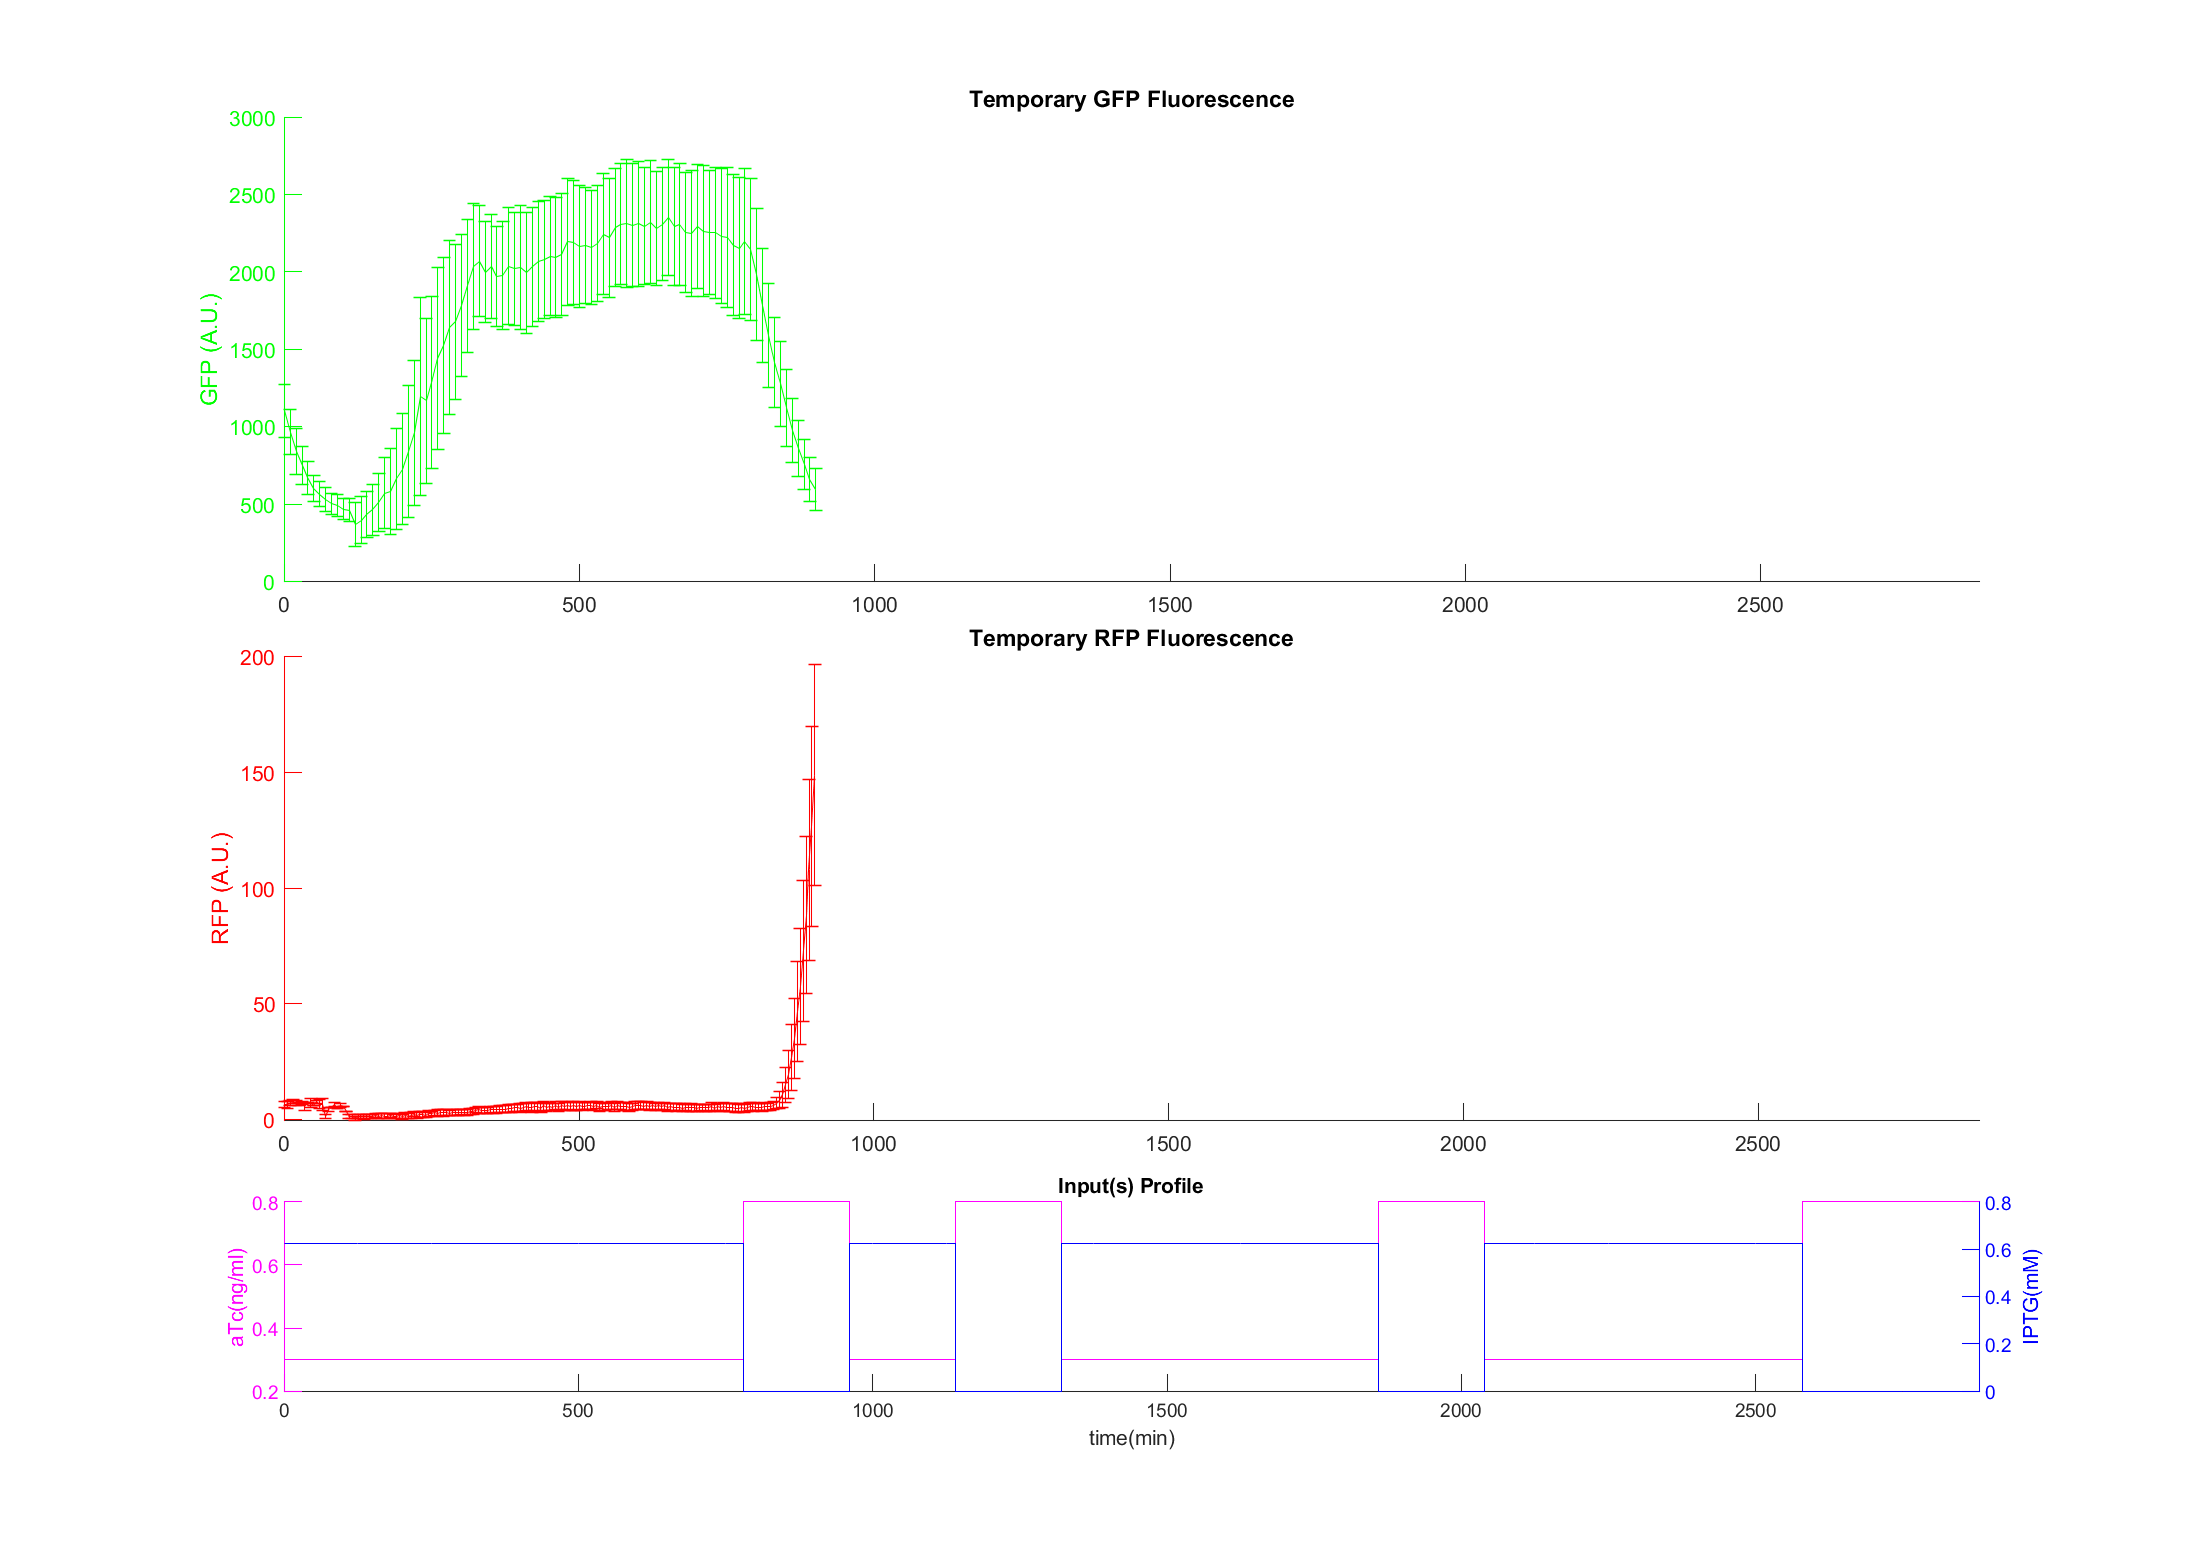 Temporary GFP Fluorescence
GFP (A.U.)
3000
2500
2000
1500
1000
500
0
0 500 1000 1500 2000 2500
Temporary RFP Fluorescence
RFP (A.U.)
200
150
100
50
0
0 500 1000 1500 2000 2500
Input(s) Profile
aTc(ng/ml)
0.8
0.6
0.4
0.2
0.8
0.6
0.4
0.2
0
IPTG(mM)
0 500 1000 1500 2000 2500
time(min)